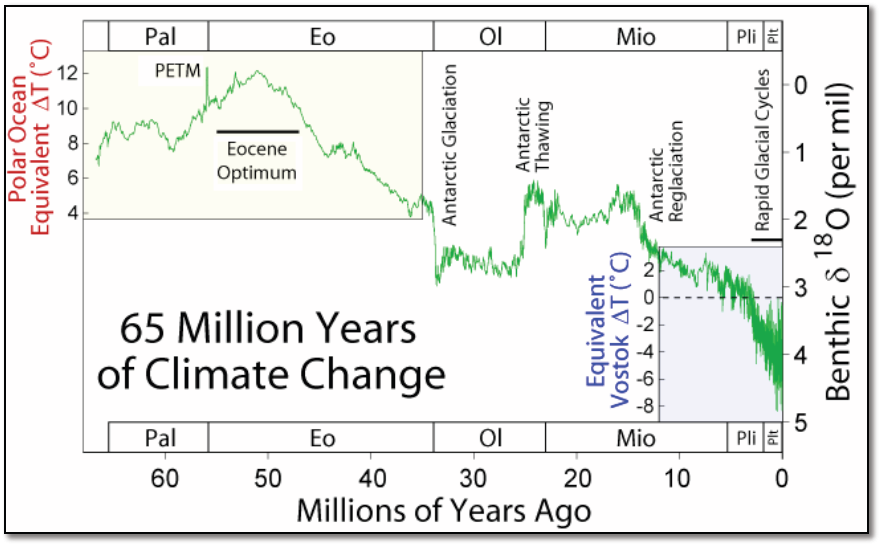 Pal Eo Ol Mio Pli Plt
Polar Ocean
Equivalent ΔT (°C)
12
10
8
6
4
PETM
Eocene
Optimum
Antarctic Glaciation
Antarctic
Thawing
Antarctic
Reglaciation
Rapid Glacial Cycles
0
1
2
3
4
5
Benthic δ 18O (per mil)
65 Million Years
of Climate Change
Equivalent
Vostok ΔT (°C)
2
0
-2
-4
-6
-8
Pal Eo Ol Mio Pli Plt
60 50 40 30 20 10 0
Millions of Years Ago